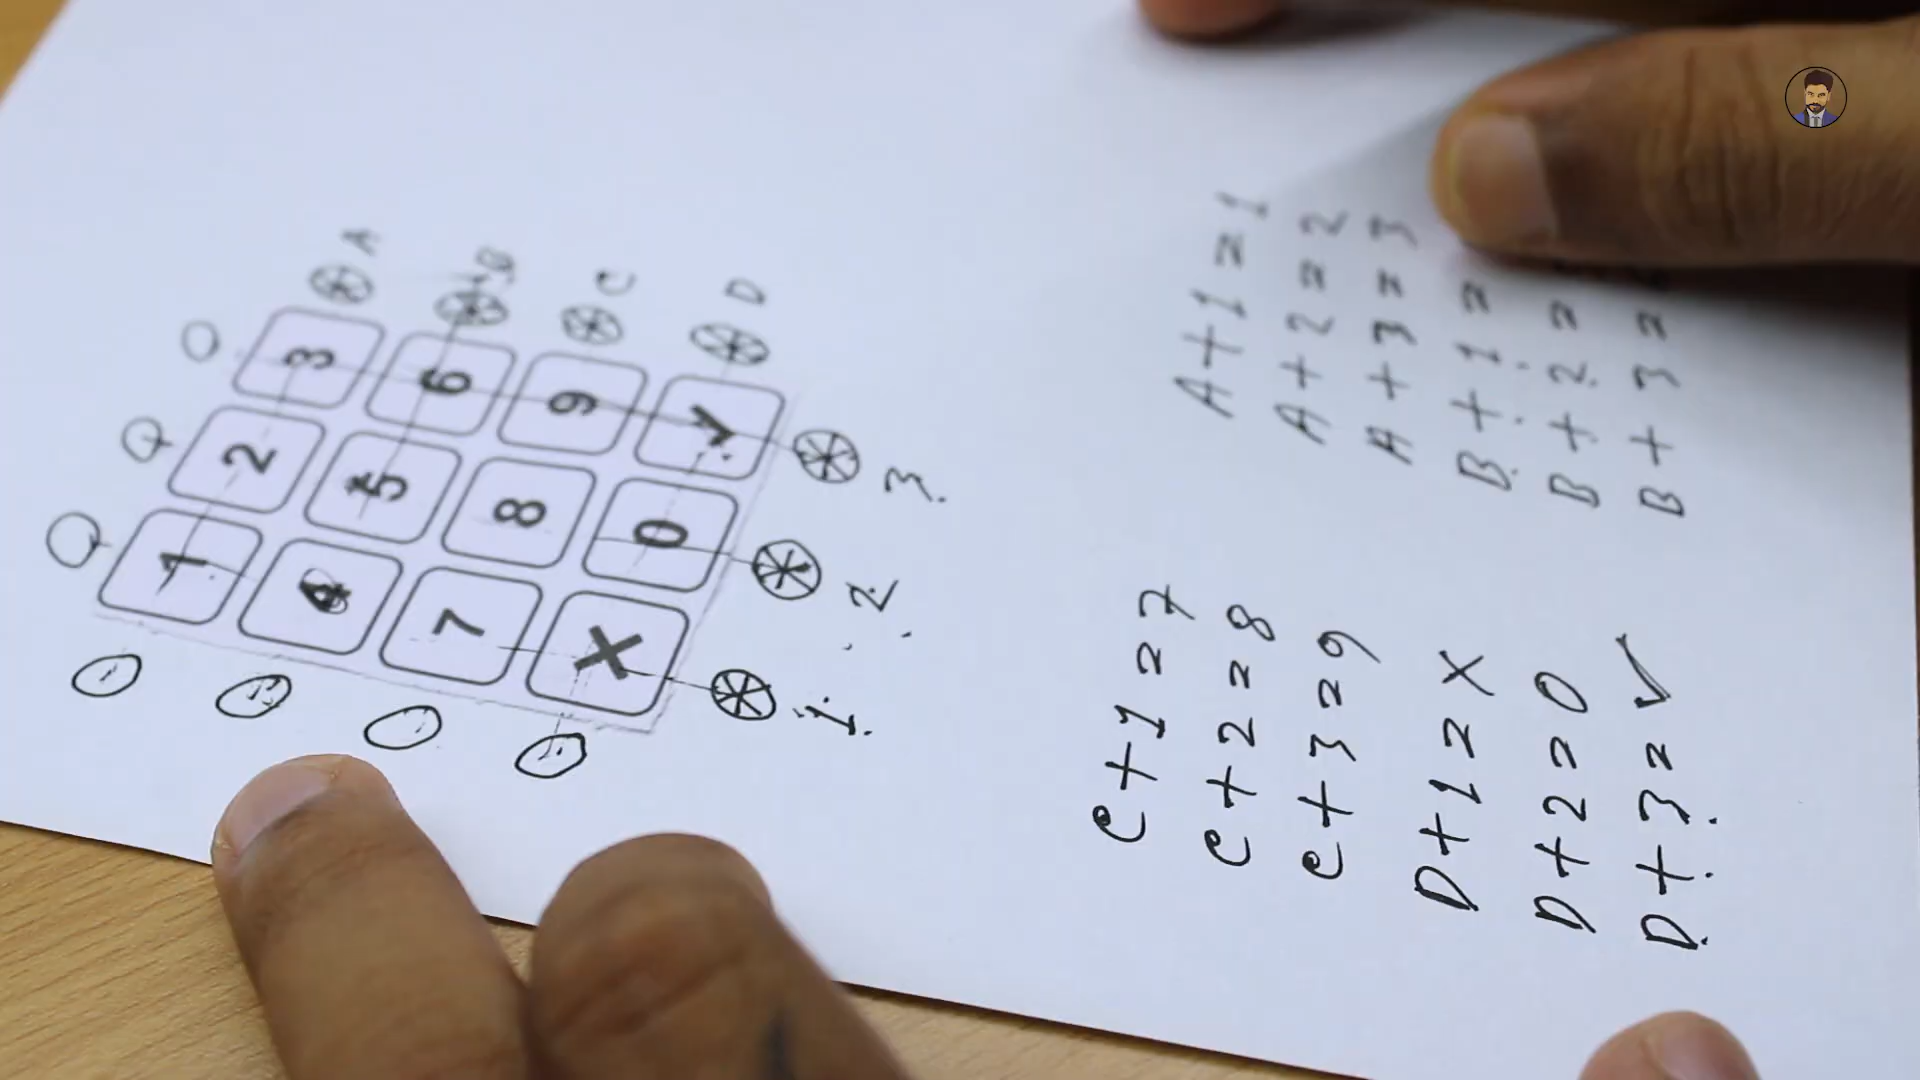 A
B
C
D
3 6 9 ✓
2 5 8 0
1 4 7 X
3.
2
1.
A+1=1
A+2=2
A+3=3
B+1=
B+2=
B+3=
C+1=7
C+2=8
C+3=9
D+1=X
D+2=0
D+3=✓